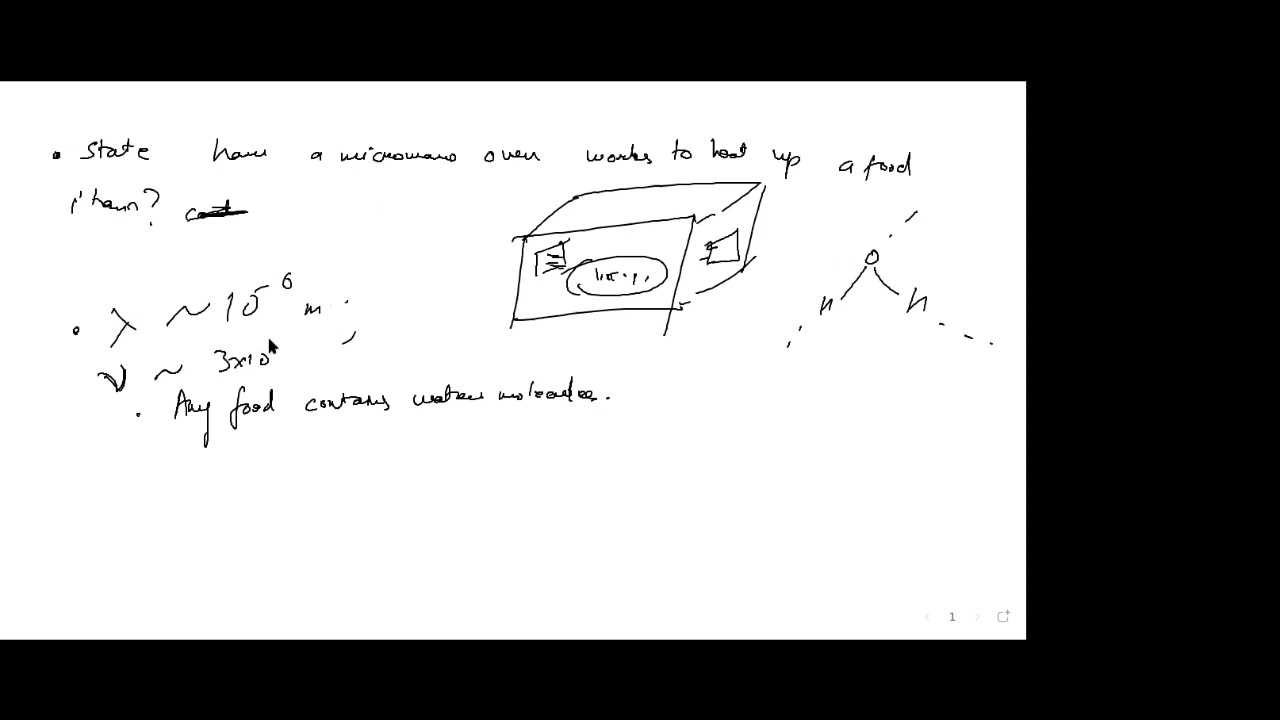 • State how a microwave oven works to heat up a food
item?
• λ ~ 10⁻⁶ m ;
ν ~ 3×10
• Any food contains water molecules.
O
H H
1